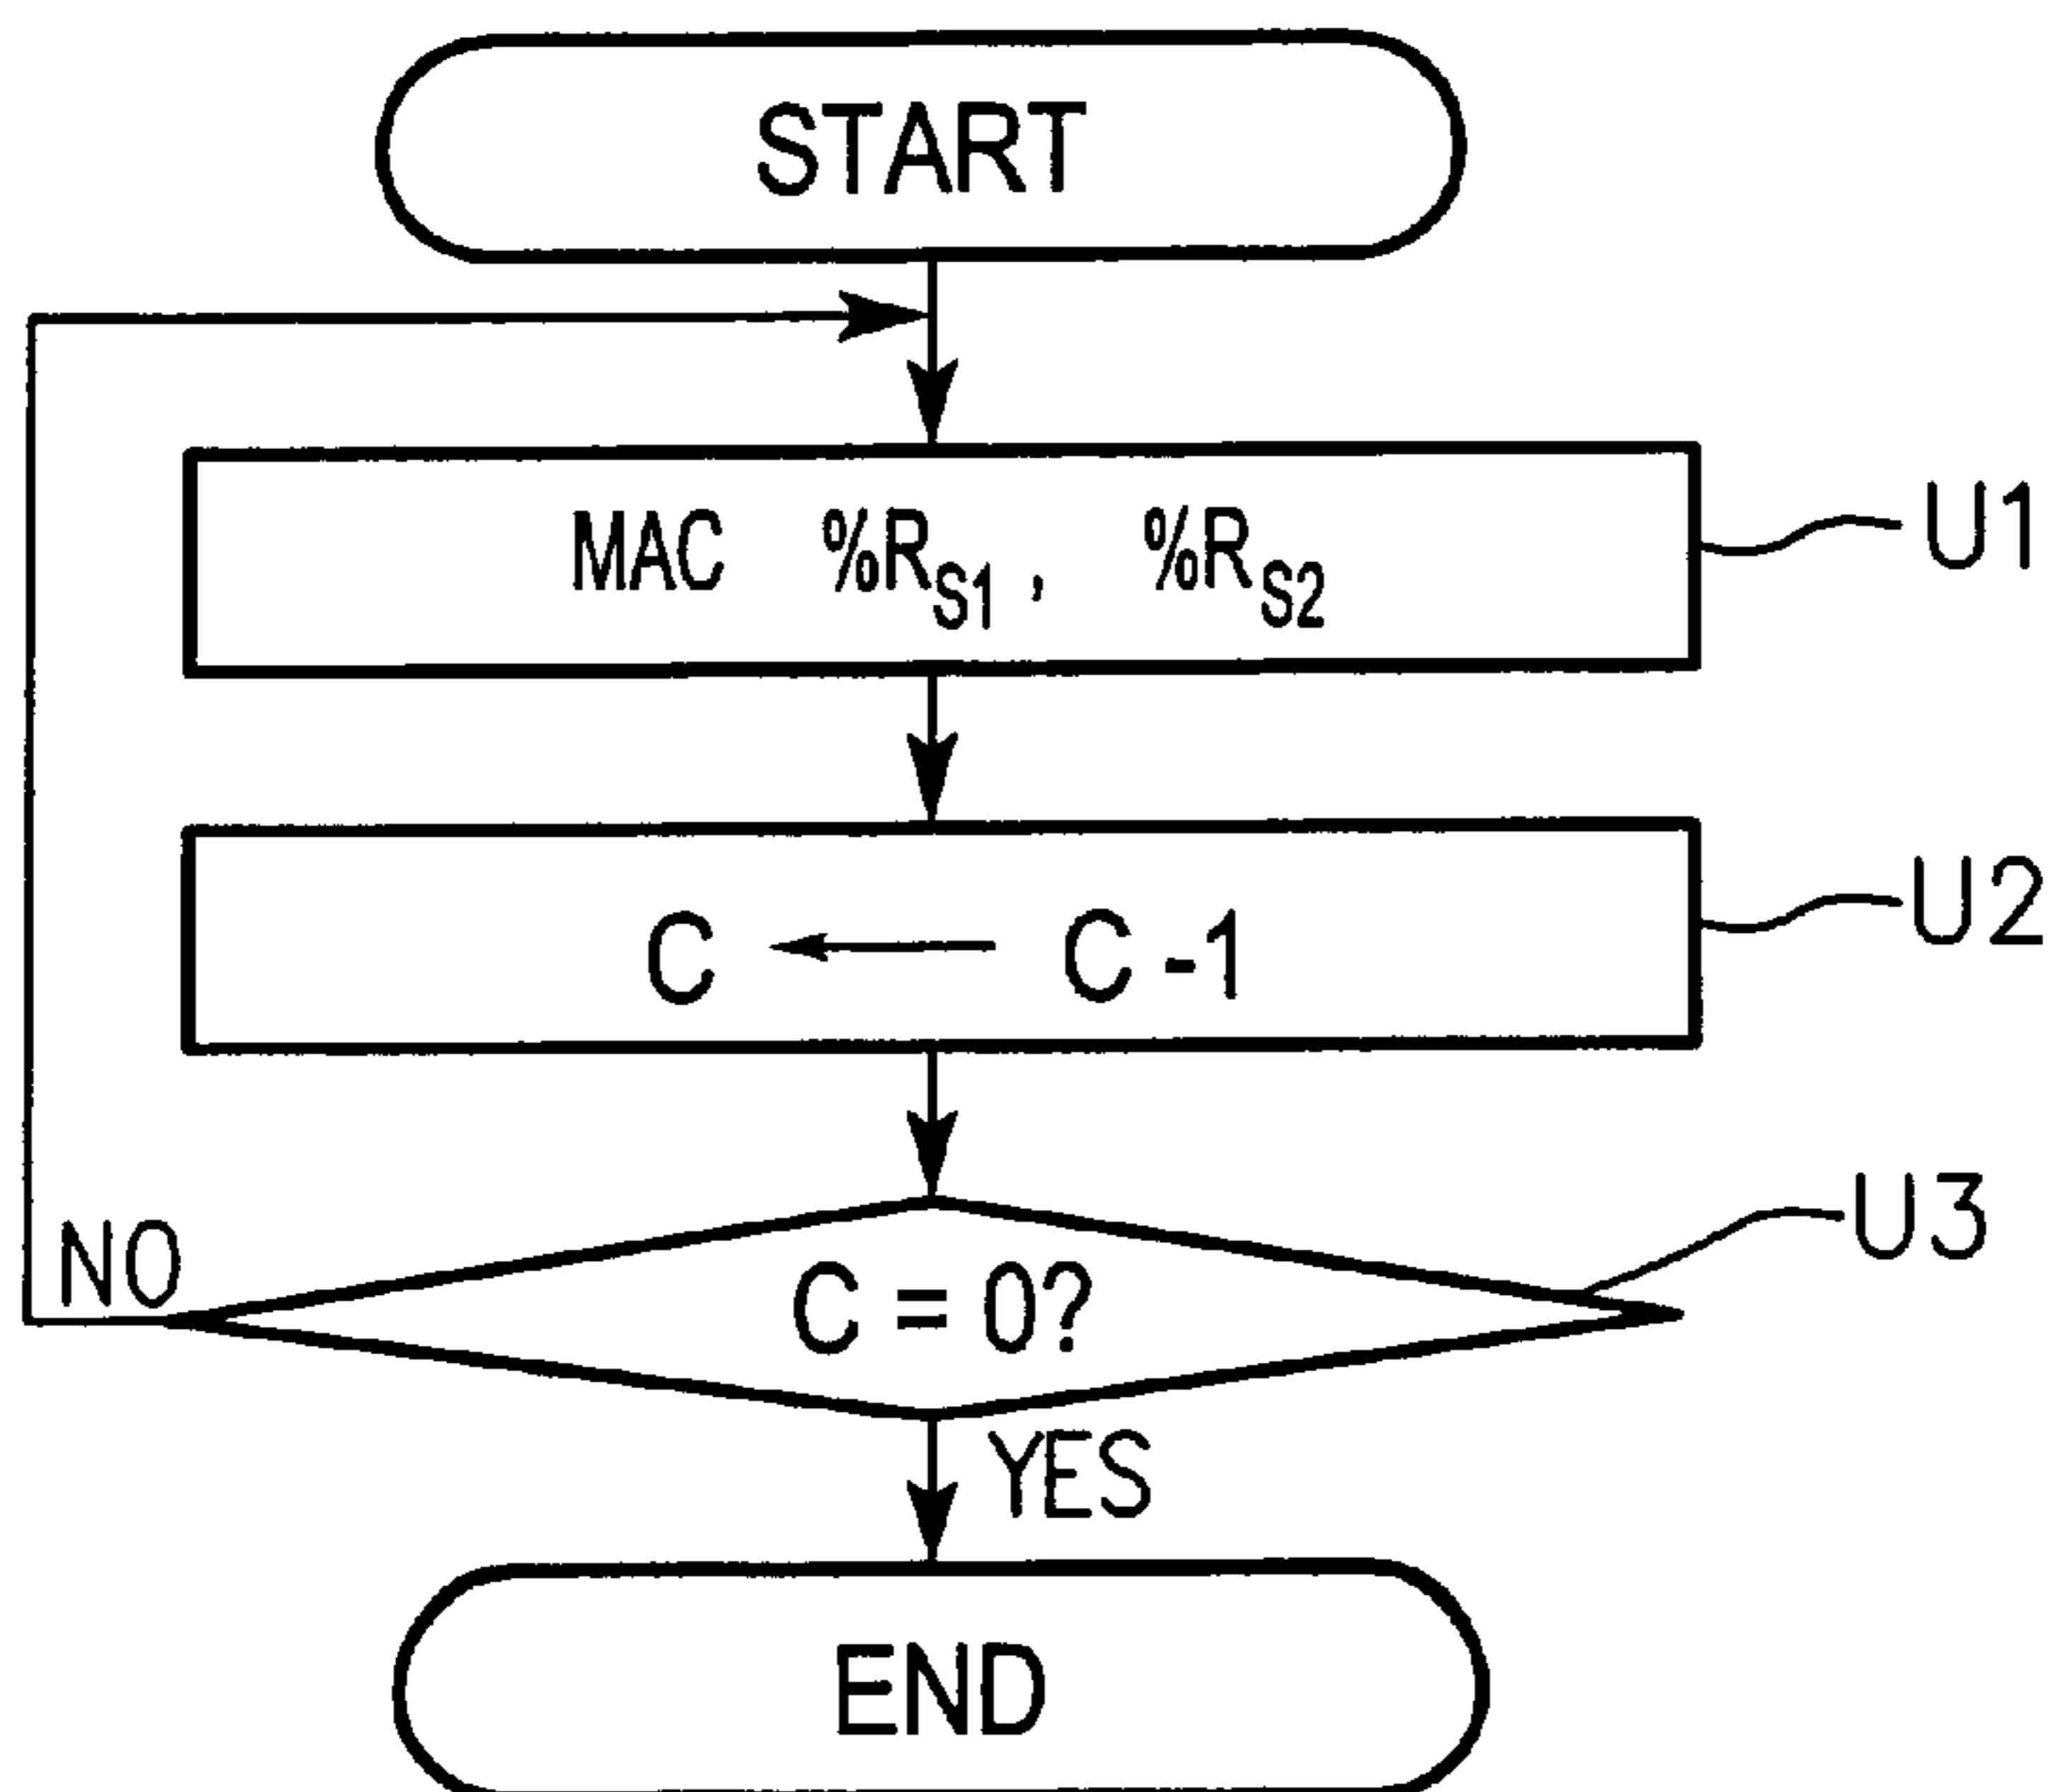 START
MAC %RS1, %RS2
U1
C ← C -1
U2
C = 0?
U3
NO
YES
END